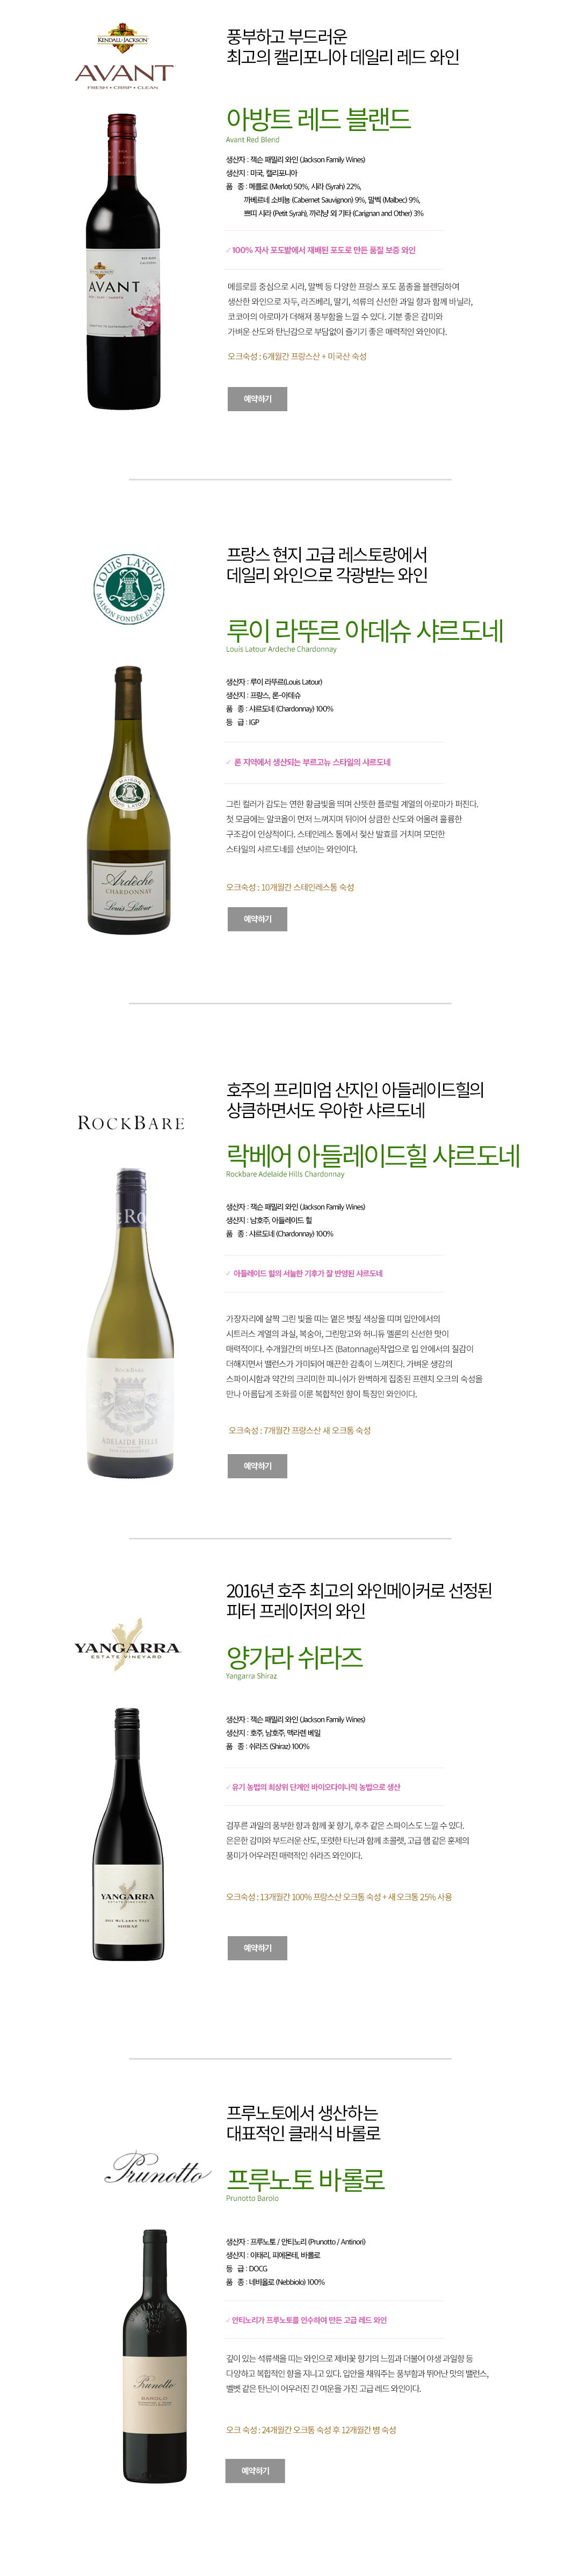 KENDALL-JACKSON
AVANT
FRESH • CRISP • CLEAN
풍부하고 부드러운
최고의 캘리포니아 데일리 레드 와인
아방트 레드 블랜드
Avant Red Blend
생산자 : 잭슨 패밀리 와인 (Jackson Family Wines)
생산지 : 미국, 캘리포니아
품 종 : 메를로 (Merlot) 50%, 시라 (Syrah) 22%,
까베르네 소비뇽 (Cabernet Sauvignon) 9%, 말벡 (Malbec) 9%,
쁘띠 시라 (Petit Syrah), 까리냥 외 기타 (Carignan and Other) 3%
✓100% 자사 포도밭에서 재배된 포도로 만든 품질 보증 와인
메를로를 중심으로 시라, 말벡 등 다양한 프랑스 포도 품종을 블렌딩하여
생산한 와인으로 자두, 라즈베리, 딸기, 석류의 신선한 과일 향과 함께 바닐라,
코코아의 아로마가 더해져 풍부함을 느낄 수 있다. 기분 좋은 감미와
가벼운 산도와 탄닌감으로 부담없이 즐기기 좋은 매력적인 와인이다.
오크숙성 : 6개월간 프랑스산 + 미국산 숙성
예약하기
AVANT
LOUIS LATOUR
MAISON FONDÉE EN 1797
프랑스 현지 고급 레스토랑에서
데일리 와인으로 각광받는 와인
루이 라뚜르 아데슈 샤르도네
Louis Latour Ardeche Chardonnay
생산자 : 루이 라뚜르(Louis Latour)
생산지 : 프랑스, 론-아데슈
품 종 : 샤르도네 (Chardonnay) 100%
등 급 : IGP
✓ 론 지역에서 생산되는 부르고뉴 스타일의 샤르도네
그린 컬러가 감도는 연한 황금빛을 띄며 산뜻한 플로럴 계열의 아로마가 퍼진다.
첫 모금에는 알코올이 먼저 느껴지며 뒤이어 상큼한 산도와 어울려 훌륭한
구조감이 인상적이다. 스테인레스 통에서 젖산 발효를 거치며 모던한
스타일의 샤르도네를 선보이는 와인이다.
오크숙성 : 10개월간 스테인레스통 숙성
예약하기
MAISON
LOUIS LATOUR
Ardèche
CHARDONNAY
Louis Latour
ROCKBARE
호주의 프리미엄 산지인 아들레이드힐의
상큼하면서도 우아한 샤르도네
락베어 아들레이드힐 샤르도네
Rockbare Adelaide Hills Chardonnay
생산자 : 잭슨 패밀리 와인 (Jackson Family Wines)
생산지 : 남호주, 아들레이드 힐
품 종 : 샤르도네 (Chardonnay) 100%
✓ 아들레이드 힐의 서늘한 기후가 잘 반영된 샤르도네
가장자리에 살짝 그린 빛을 띠는 옅은 볏짚 색상을 띠며 입안에서의
시트러스 계열의 과실, 복숭아, 그린망고와 허니듀 멜론의 신선한 맛이
매력적이다. 수개월간의 바또나즈 (Batonnage)작업으로 입 안에서의 질감이
더해지면서 밸런스가 가미되어 매끈한 감촉이 느껴진다. 가벼운 생강의
스파이시함과 약간의 크리미한 피니쉬가 완벽하게 집중된 프렌치 오크의 숙성을
만나 아름답게 조화를 이룬 복합적인 향이 특징인 와인이다.
오크숙성 : 7개월간 프랑스산 새 오크통 숙성
예약하기
ROCKBARE
ADELAIDE HILLS
YANGARRA
ESTATE VINEYARD
2016년 호주 최고의 와인메이커로 선정된
피터 프레이저의 와인
양가라 쉬라즈
Yangarra Shiraz
생산자 : 잭슨 패밀리 와인 (Jackson Family Wines)
생산지 : 호주, 남호주, 맥라렌 베일
품 종 : 쉬라즈 (Shiraz) 100%
✓유기 농법의 최상위 단계인 바이오다이나믹 농법으로 생산
검푸른 과일의 풍부한 향과 함께 꽃 향기, 후추 같은 스파이스도 느낄 수 있다.
은은한 감미와 부드러운 산도, 또렷한 타닌과 함께 초콜렛, 고급 햄 같은 훈제의
풍미가 어우러진 매력적인 쉬라즈 와인이다.
오크숙성 : 13개월간 100% 프랑스산 오크통 숙성 + 새 오크통 25% 사용
예약하기
YANGARRA
ESTATE VINEYARD
SHIRAZ
Prunotto
프루노토에서 생산하는
대표적인 클래식 바롤로
프루노토 바롤로
Prunotto Barolo
생산자 : 프루노토 / 안티노리 (Prunotto / Antinori)
생산지 : 이태리, 피에몬테, 바롤로
등 급 : DOCG
품 종 : 네비올로 (Nebbiolo) 100%
✓안티노리가 프루노토를 인수하여 만든 고급 레드 와인
깊이 있는 석류색을 띠는 와인으로 제비꽃 향기의 느낌과 더불어 야생 과일향 등
다양하고 복합적인 향을 지니고 있다. 입안을 채워주는 풍부함과 뛰어난 맛의 밸런스,
벨벳 같은 탄닌이 어우러진 긴 여운을 가진 고급 레드 와인이다.
오크 숙성 : 24개월간 오크통 숙성 후 12개월간 병 숙성
예약하기
Prunotto
BAROLO